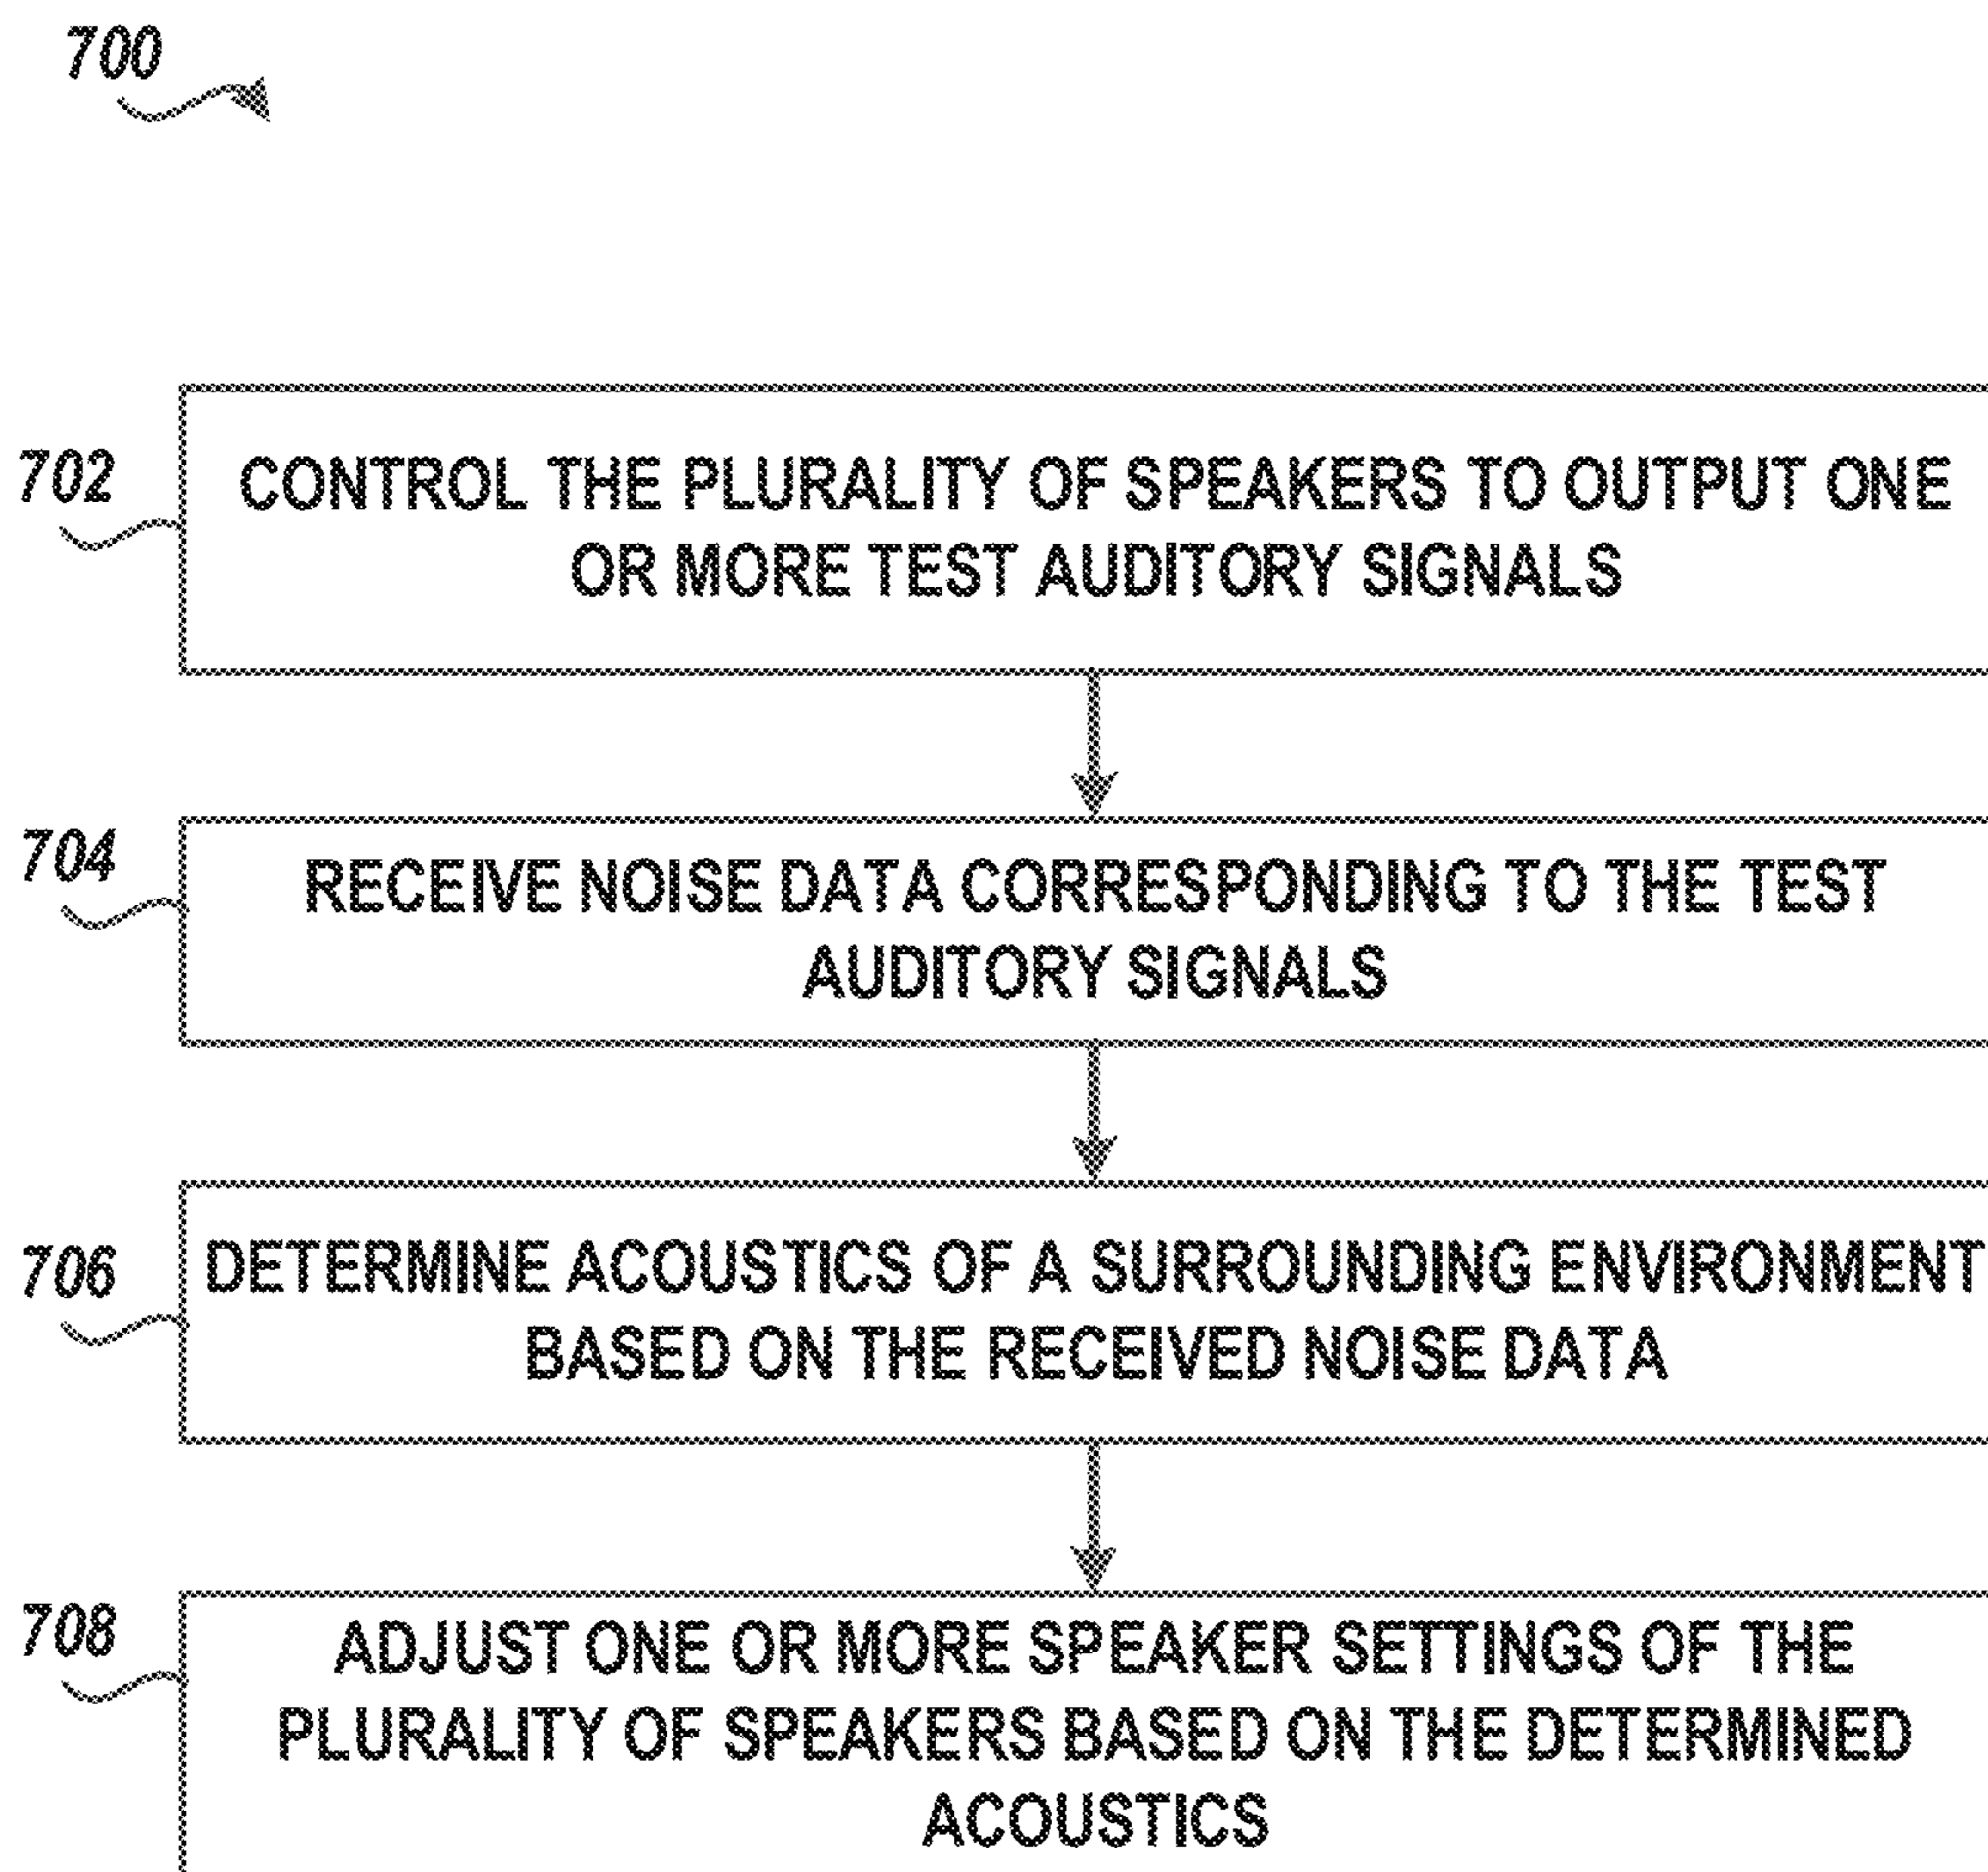 700
702
CONTROL THE PLURALITY OF SPEAKERS TO OUTPUT ONE
OR MORE TEST AUDITORY SIGNALS
704
RECEIVE NOISE DATA CORRESPONDING TO THE TEST
AUDITORY SIGNALS
706
DETERMINE ACOUSTICS OF A SURROUNDING ENVIRONMENT
BASED ON THE RECEIVED NOISE DATA
708
ADJUST ONE OR MORE SPEAKER SETTINGS OF THE
PLURALITY OF SPEAKERS BASED ON THE DETERMINED
ACOUSTICS